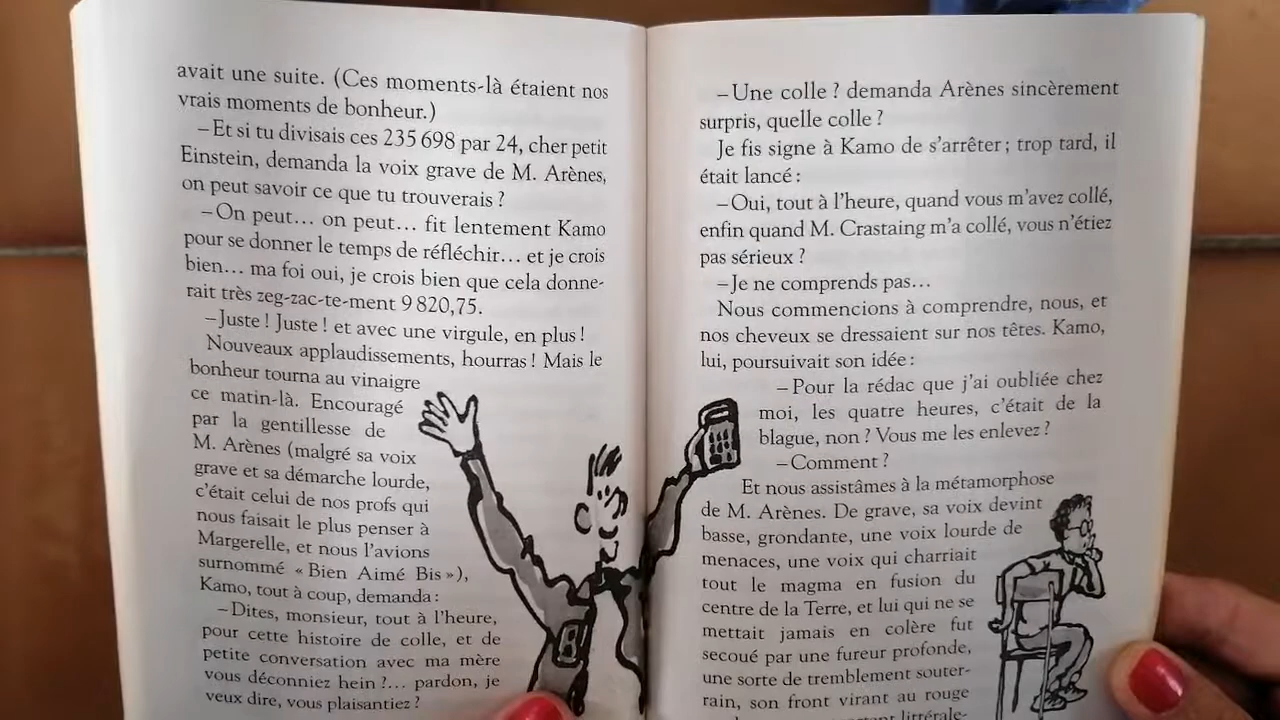 avait une suite. (Ces moments-là étaient nos
vrais moments de bonheur.)
– Et si tu divisais ces 235 698 par 24, cher petit
Einstein, demanda la voix grave de M. Arènes,
on peut savoir ce que tu trouverais ?
– On peut… on peut… fit lentement Kamo
pour se donner le temps de réfléchir… et je crois
bien… ma foi oui, je crois bien que cela donne-
rait très zeg-zac-te-ment 9 820,75.
– Juste ! Juste ! et avec une virgule, en plus !
Nouveaux applaudissements, hourras ! Mais le
bonheur tourna au vinaigre
ce matin-là. Encouragé
par la gentillesse de
M. Arènes (malgré sa voix
grave et sa démarche lourde,
c'était celui de nos profs qui
nous faisait le plus penser à
Margerelle, et nous l'avions
surnommé « Bien Aimé Bis »),
Kamo, tout à coup, demanda :
– Dites, monsieur, tout à l'heure,
pour cette histoire de colle, et de
petite conversation avec ma mère
vous déconniez hein ?… pardon, je
veux dire, vous plaisantiez ?
– Une colle ? demanda Arènes sincèrement
surpris, quelle colle ?
Je fis signe à Kamo de s'arrêter ; trop tard, il
était lancé :
– Oui, tout à l'heure, quand vous m'avez collé,
enfin quand M. Crastaing m'a collé, vous n'étiez
pas sérieux ?
– Je ne comprends pas…
Nous commencions à comprendre, nous, et
nos cheveux se dressaient sur nos têtes. Kamo,
lui, poursuivait son idée :
– Pour la rédac que j'ai oubliée chez
moi, les quatre heures, c'était de la
blague, non ? Vous me les enlevez ?
– Comment ?
Et nous assistâmes à la métamorphose
de M. Arènes. De grave, sa voix devint
basse, grondante, une voix lourde de
menaces, une voix qui charriait
tout le magma en fusion du
centre de la Terre, et lui qui ne se
mettait jamais en colère fut
secoué par une fureur profonde,
une sorte de tremblement souter-
rain, son front virant au rouge
littérale-